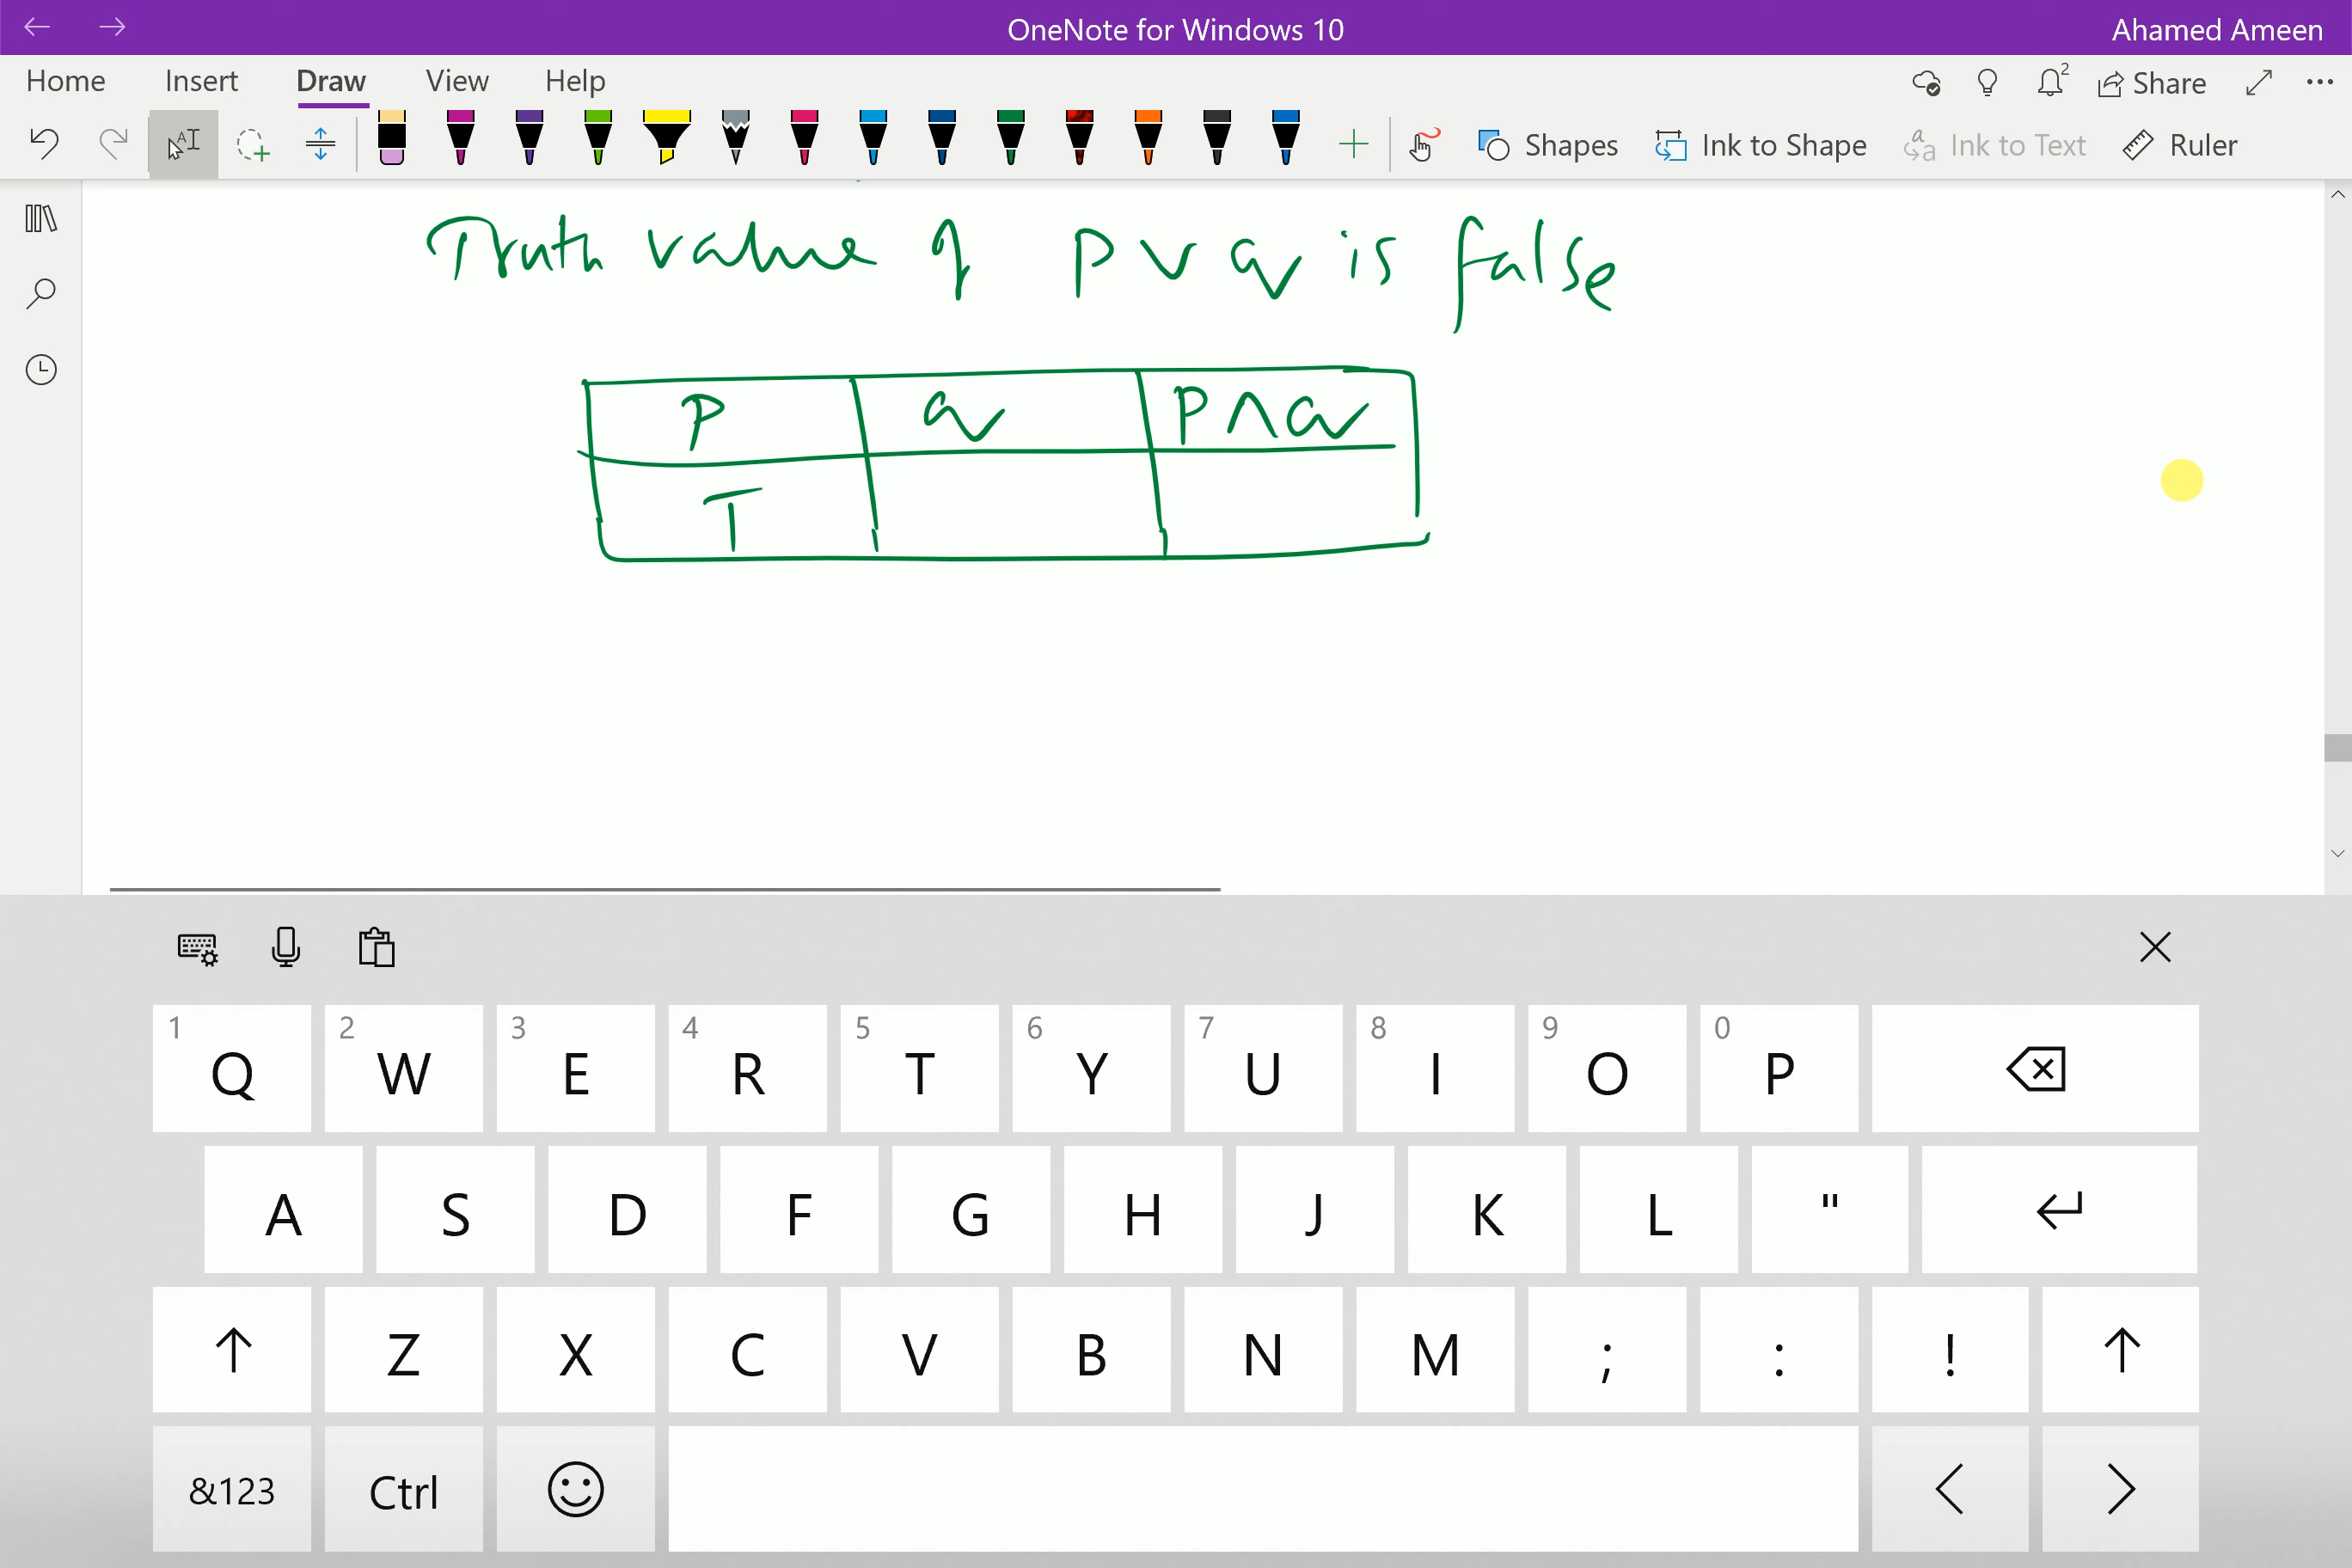 OneNote for Windows 10 Ahamed Ameen
Home Insert Draw View Help 2 Share
Shapes Ink to Shape Ink to Text Ruler
Truth value of p ∨ q is false
P q P ∧ q
T
1 Q 2 W 3 E 4 R 5 T 6 Y 7 U 8 I 9 O 0 P
A S D F G H J K L "
Z X C V B N M ; : !
&123 Ctrl